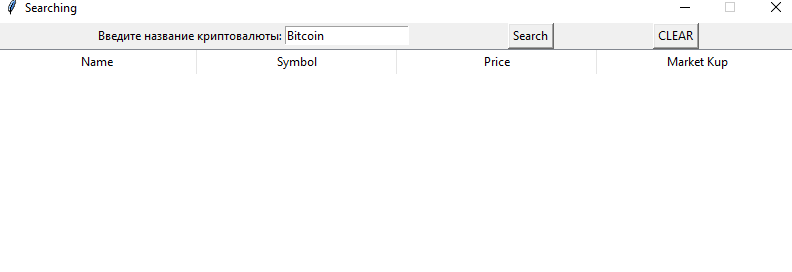 Searching
Введите название криптовалюты: Bitcoin Search CLEAR
Name Symbol Price Market Kup